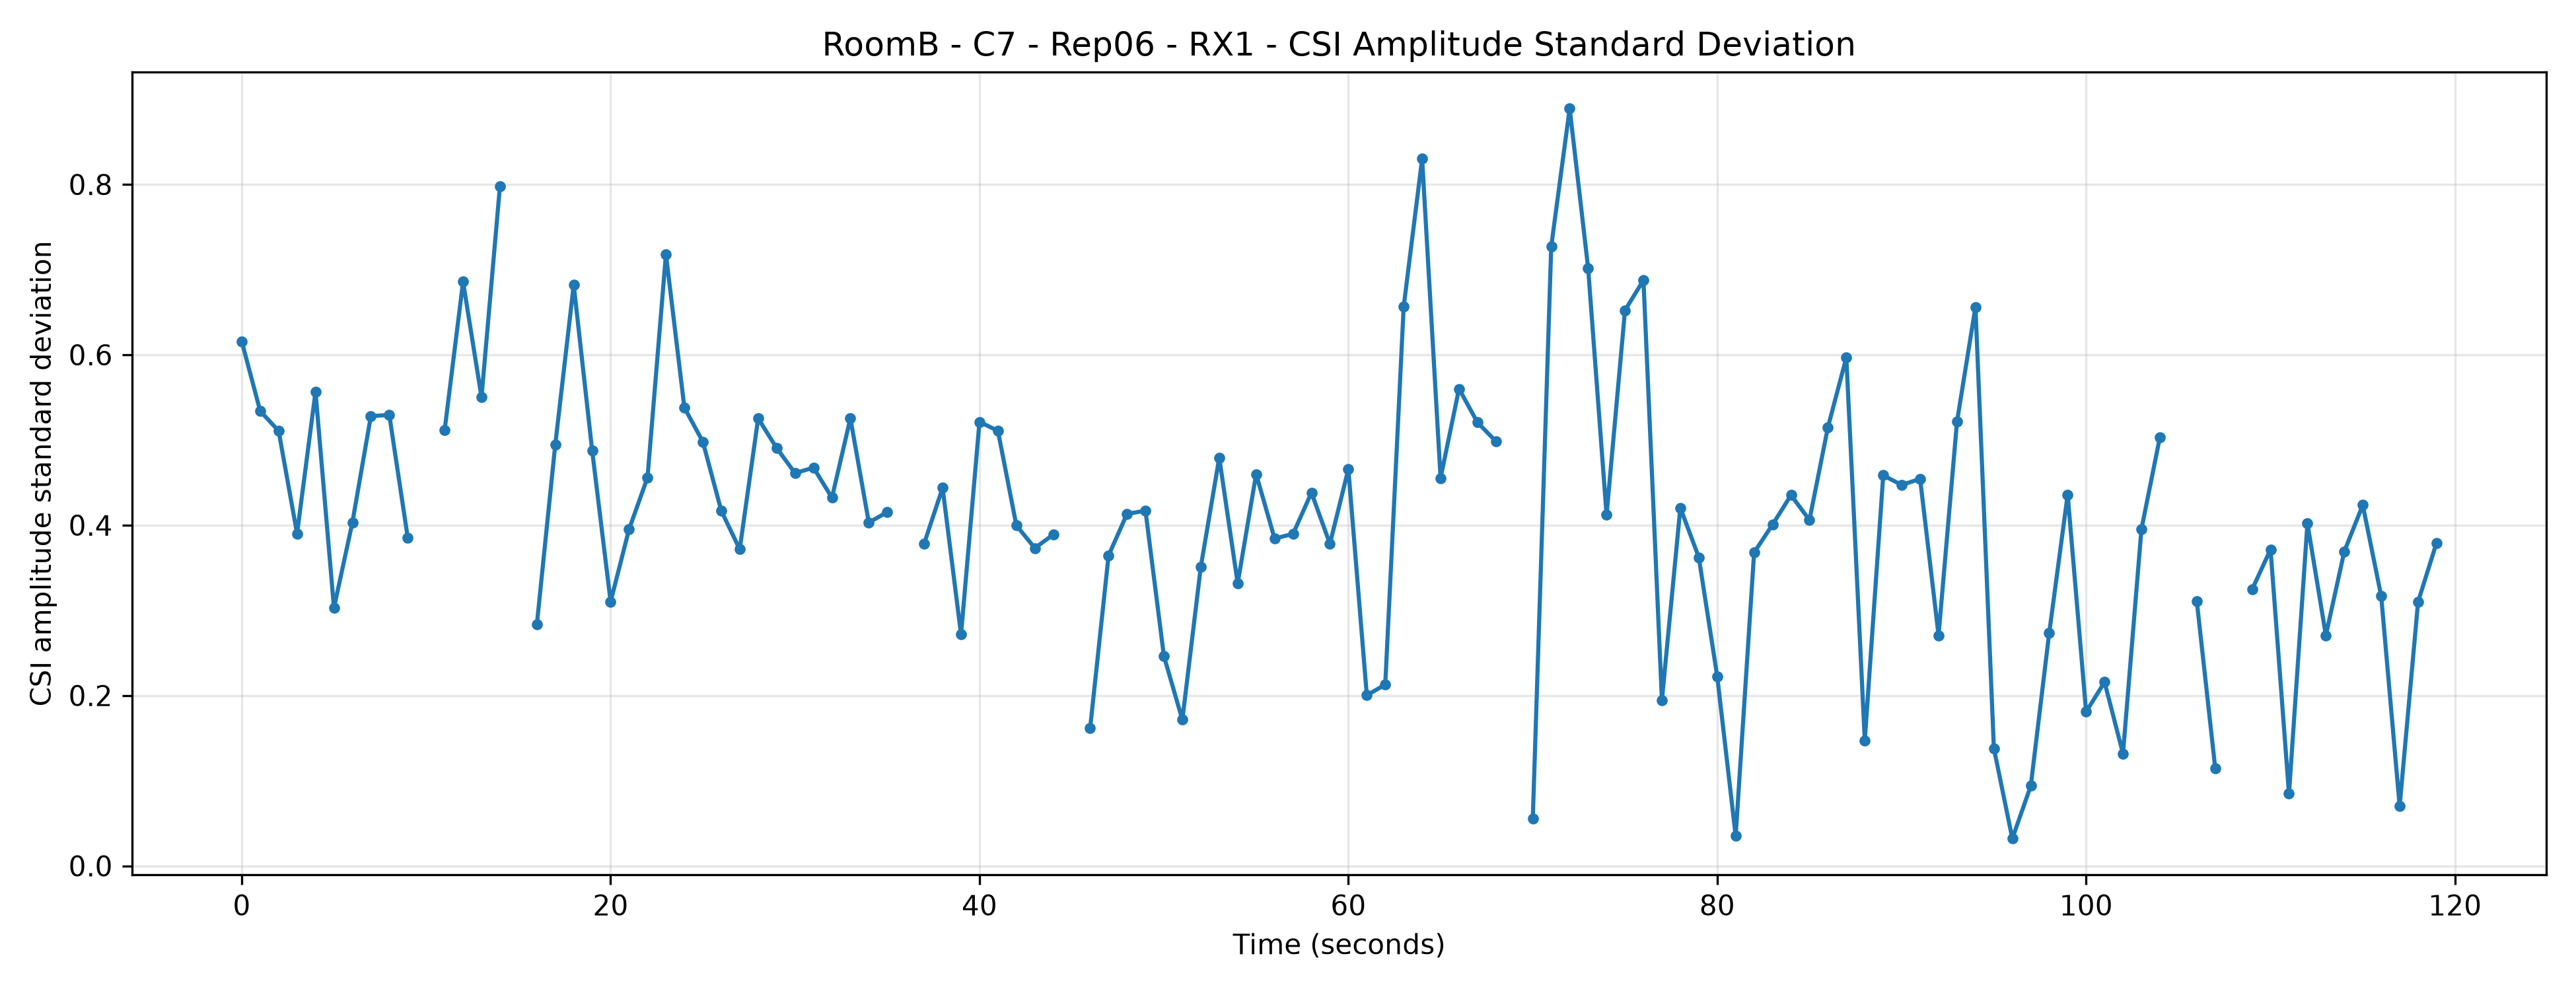 RoomB - C7 - Rep06 - RX1 - CSI Amplitude Standard Deviation
CSI amplitude standard deviation
0.8
0.6
0.4
0.2
0.0
0 20 40 60 80 100 120
Time (seconds)